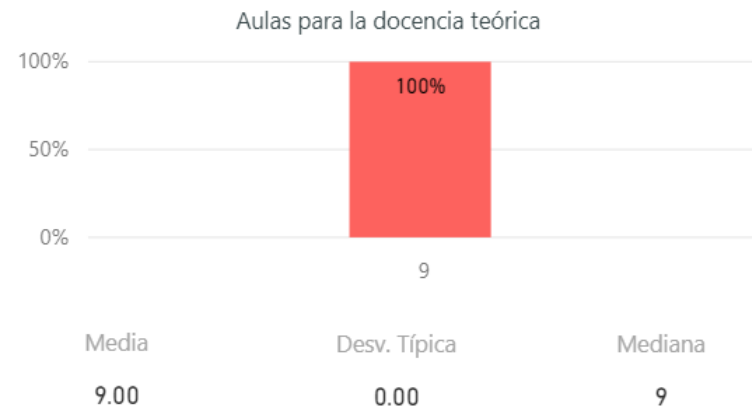 Aulas para la docencia teórica
100%
100%
50%
0%
9
Media Desv. Típica Mediana
9.00 0.00 9